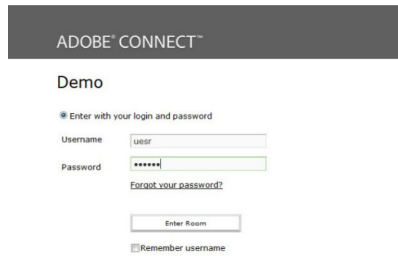 ADOBE® CONNECT™
Demo
Enter with your login and password
Username uesr
Password ••••••
Forgot your password?
Enter Room
Remember username